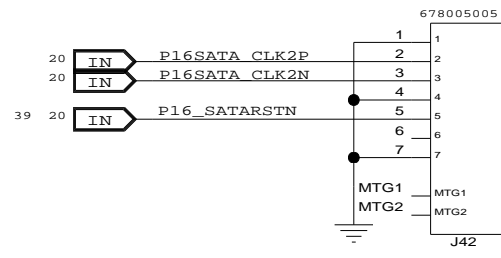 678005005
1 1
20 IN P16SATA_CLK2P 2 2
20 IN P16SATA_CLK2N 3 3
4 4
39 20 IN P16_SATARSTN 5 5
6 6
7 7
MTG1 MTG1
MTG2 MTG2
J42